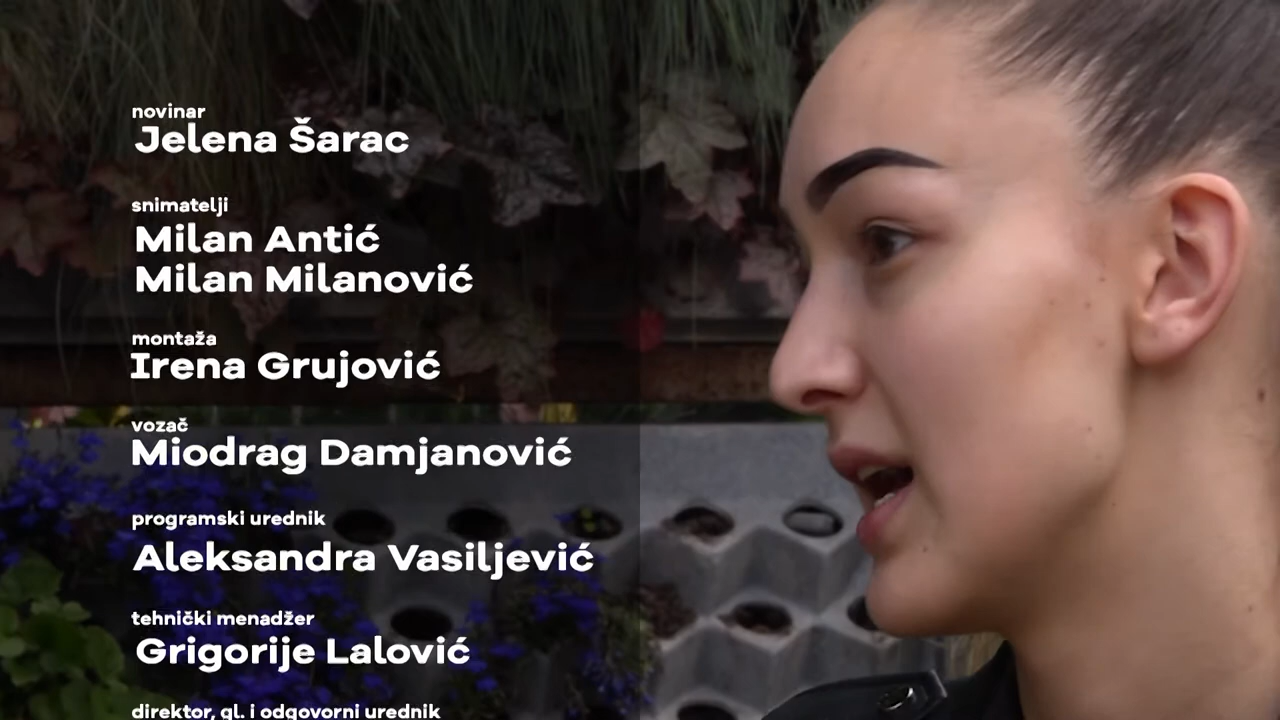 novinar
Jelena Šarac
snimatelji
Milan Antić
Milan Milanović
montaža
Irena Grujović
vozač
Miodrag Damjanović
programski urednik
Aleksandra Vasiljević
tehnički menadžer
Grigorije Lalović
direktor, gl. i odgovorni urednik